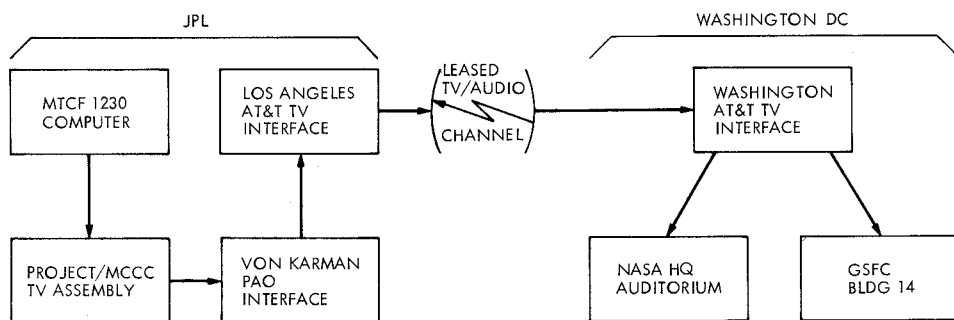 JPL
WASHINGTON DC
MTCF 1230
COMPUTER
LOS ANGELES
AT&T TV
INTERFACE
LEASED
TV/AUDIO
CHANNEL
WASHINGTON
AT&T TV
INTERFACE
PROJECT/MCCC
TV ASSEMBLY
VON KARMAN
PAO
INTERFACE
NASA HQ
AUDITORIUM
GSFC
BLDG 14